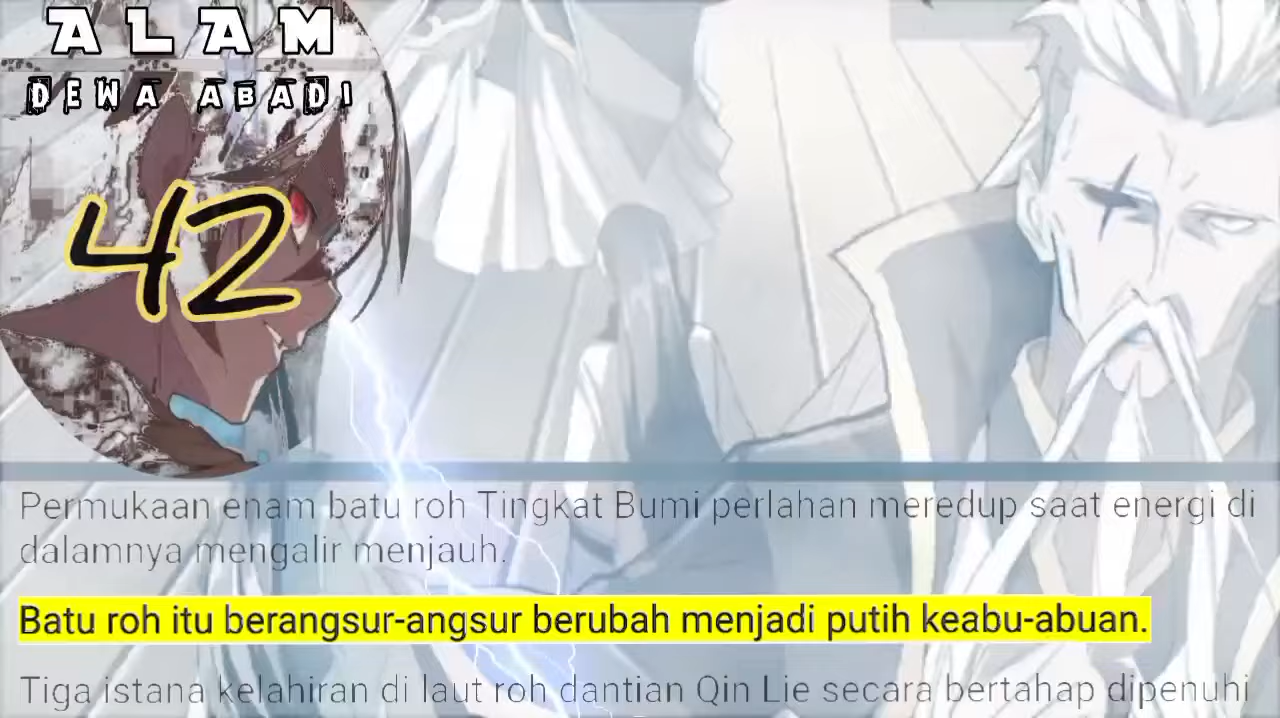 ALAM
DEWA ABADI
42
Permukaan enam batu roh Tingkat Bumi perlahan meredup saat energi di
dalamnya mengalir menjauh.
Batu roh itu berangsur-angsur berubah menjadi putih keabu-abuan.
Tiga istana kelahiran di laut roh dantian Qin Lie secara bertahap dipenuhi